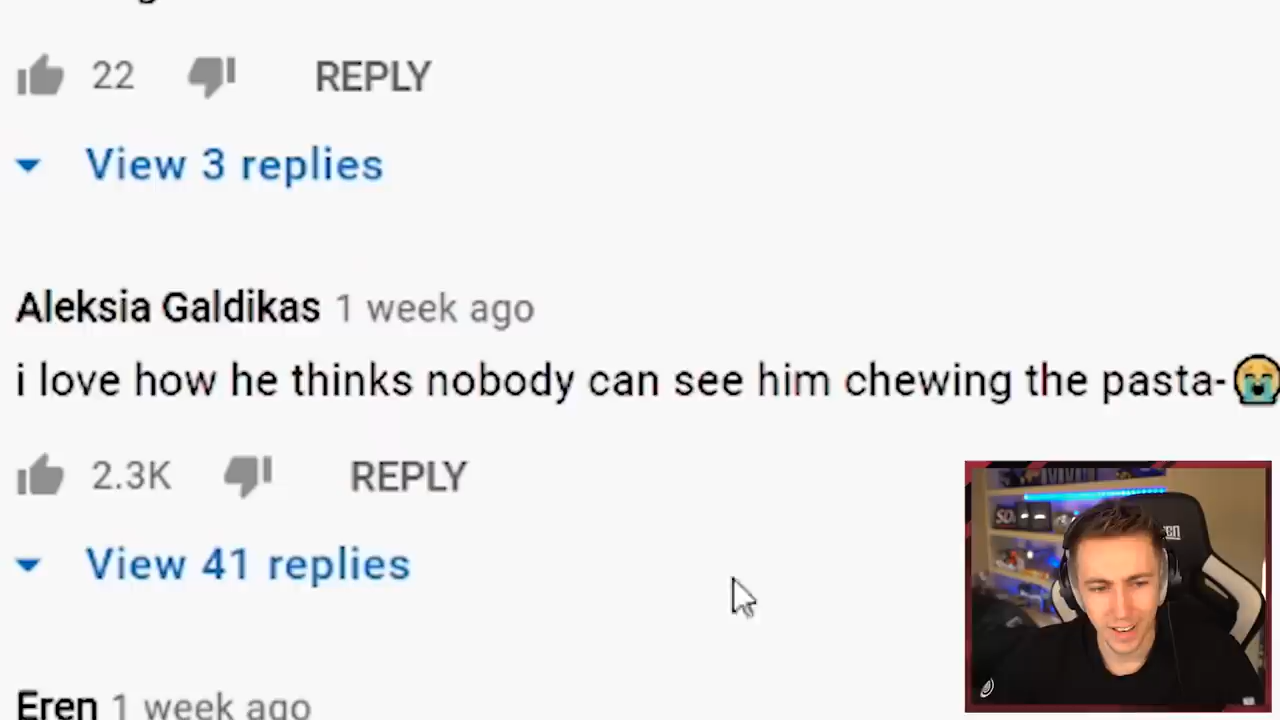 22 REPLY
View 3 replies
Aleksia Galdikas 1 week ago
i love how he thinks nobody can see him chewing the pasta-😭
2.3K REPLY
View 41 replies
Eren 1 week ago